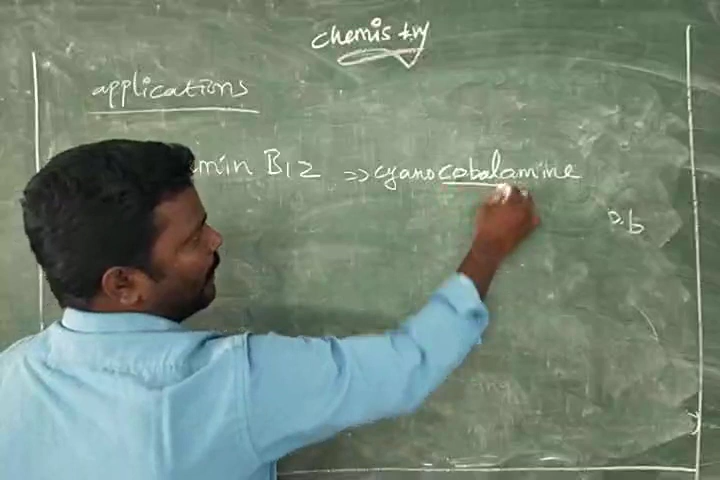 chemistry
applications
min B12 => cyanocobalamine
D.b